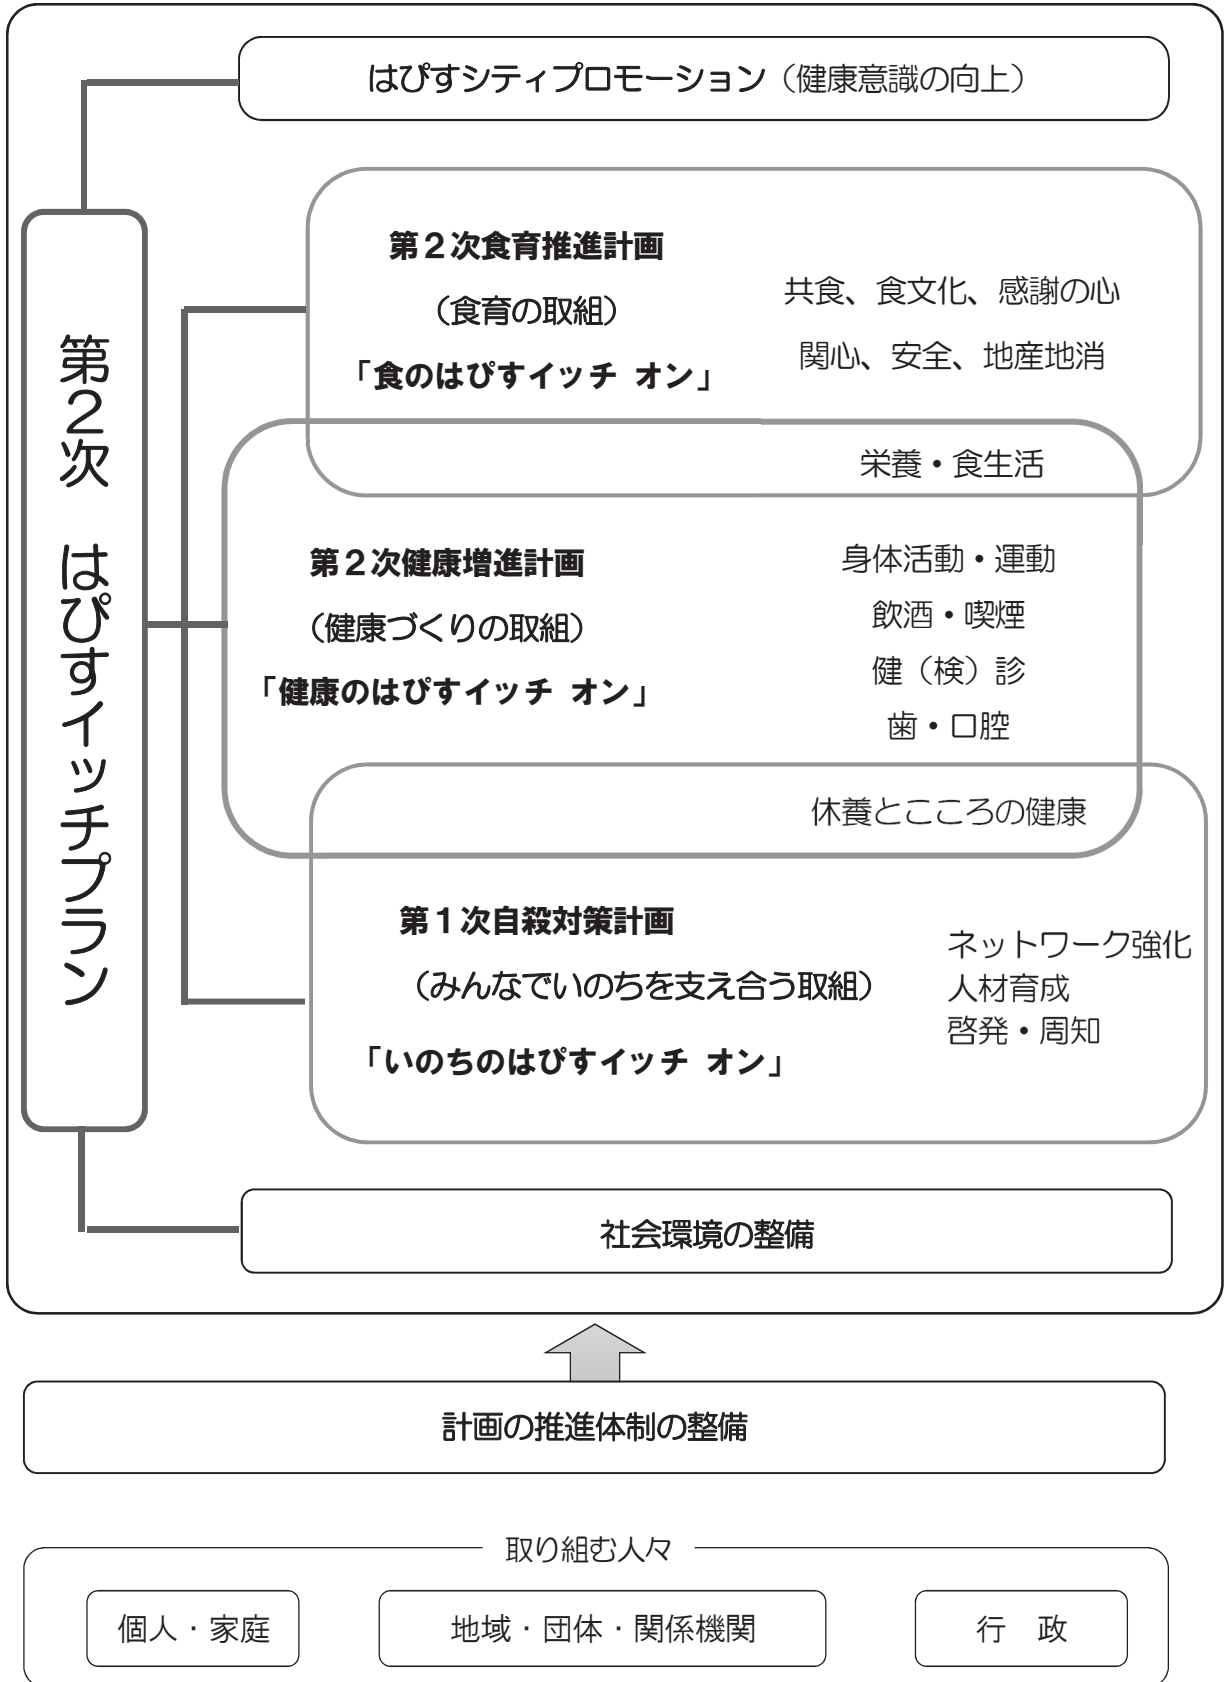 はぴすシティプロモーション（健康意識の向上）
第２次　はぴすイッチプラン
第２次食育推進計画
（食育の取組）
「食のはぴすイッチ オン」
共食、食文化、感謝の心
関心、安全、地産地消
栄養・食生活
第２次健康増進計画
（健康づくりの取組）
「健康のはぴすイッチ オン」
身体活動・運動
飲酒・喫煙
健（検）診
歯・口腔
休養とこころの健康
第１次自殺対策計画
（みんなでいのちを支え合う取組）
「いのちのはぴすイッチ オン」
ネットワーク強化
人材育成
啓発・周知
社会環境の整備
計画の推進体制の整備
取り組む人々
個人・家庭
地域・団体・関係機関
行　政